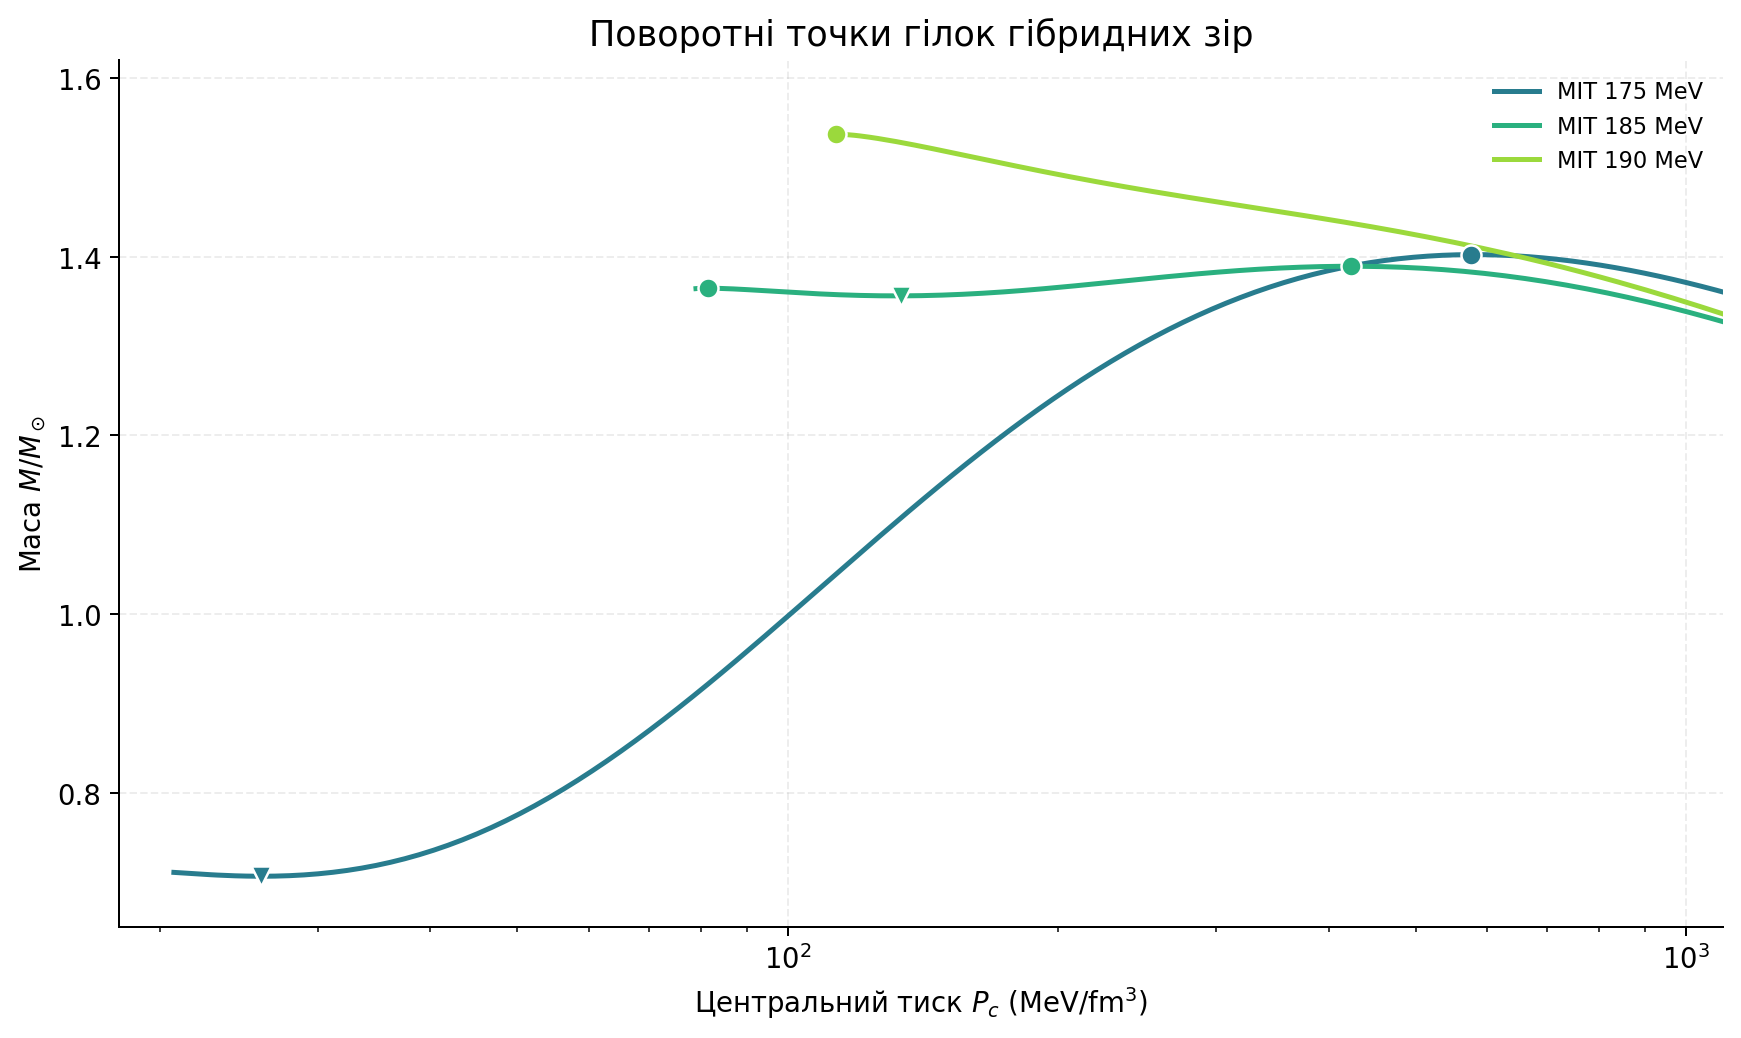 Поворотні точки гілок гібридних зір
MIT 175 MeV
MIT 185 MeV
MIT 190 MeV
Маса M/M⊙
1.6
1.4
1.2
1.0
0.8
10²
10³
Центральний тиск P_c (MeV/fm³)